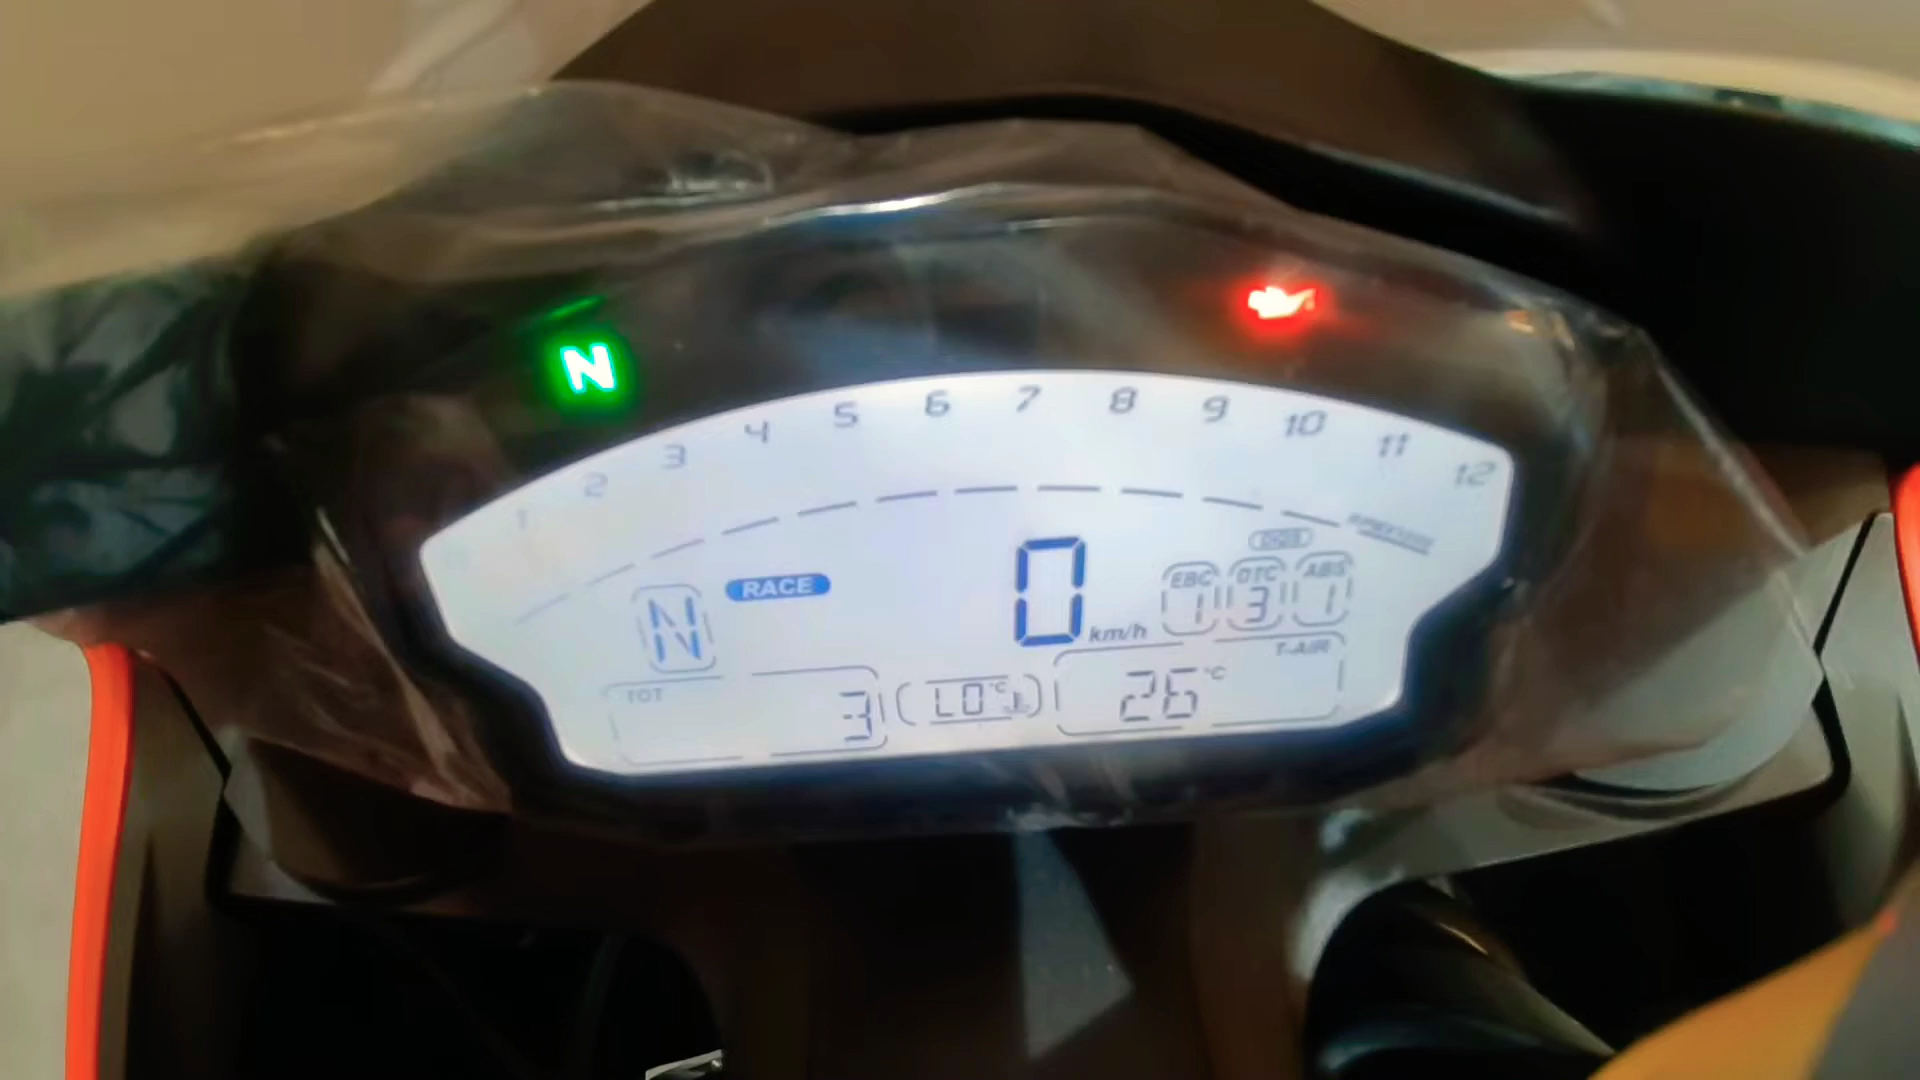 N
1 2 3 4 5 6 7 8 9 10 11 12
DQS
N RACE 0 km/h EBC 1 DTC 3 ABS 1
TOT 3 LO °C T-AIR 26 °C